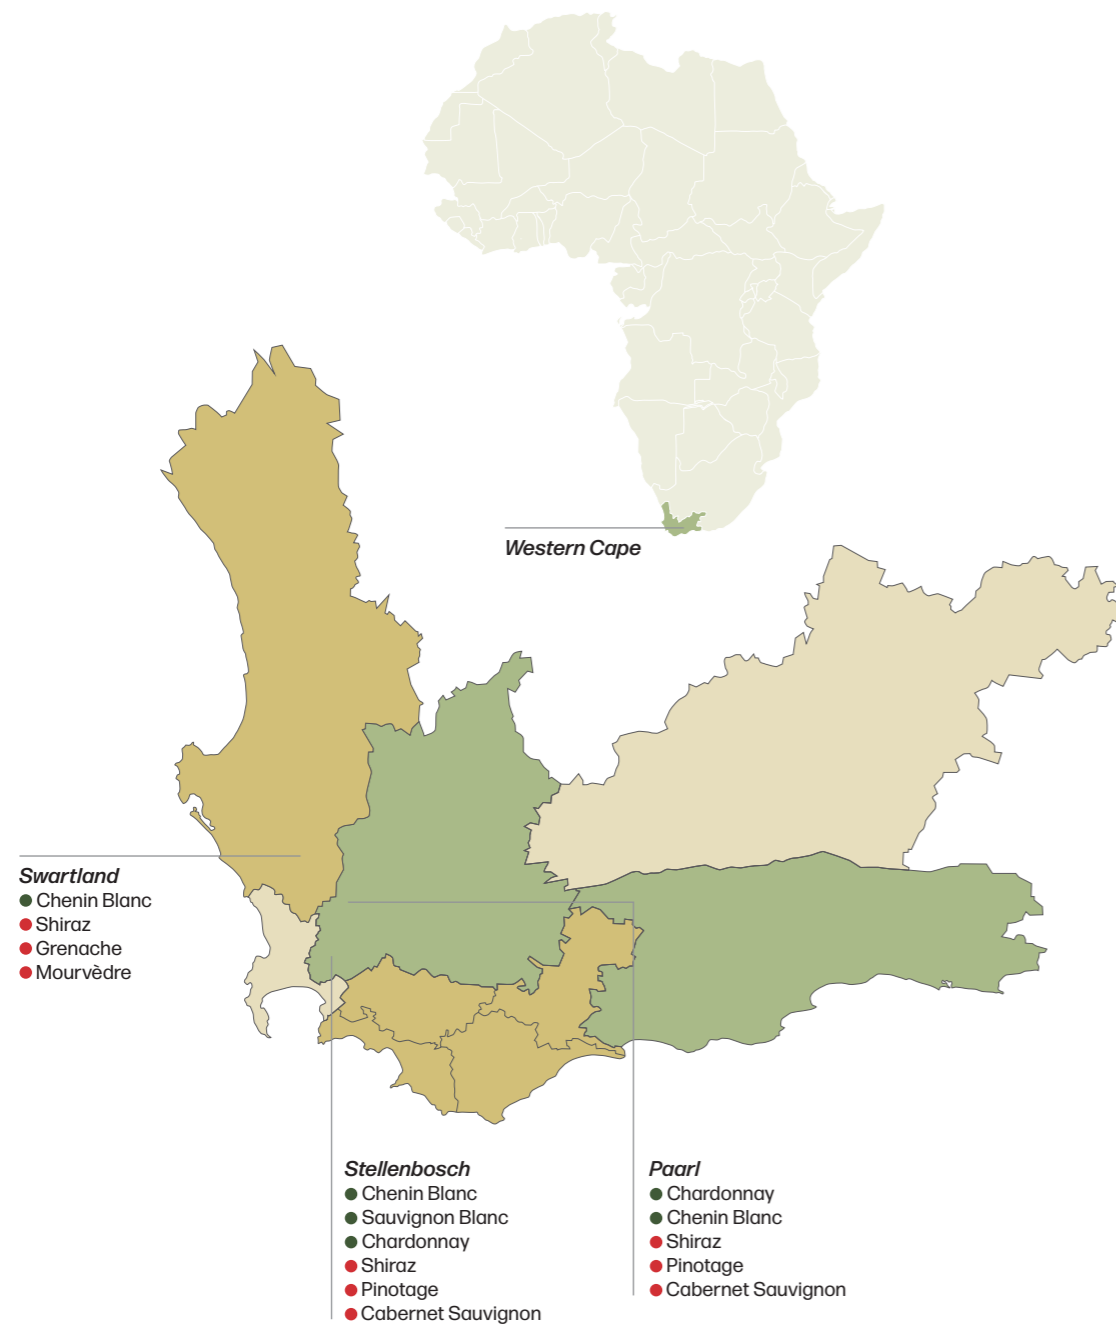 Western Cape
Swartland
Chenin Blanc
Shiraz
Grenache
Mourvèdre
Stellenbosch
Chenin Blanc
Sauvignon Blanc
Chardonnay
Shiraz
Pinotage
Cabernet Sauvignon
Paarl
Chardonnay
Chenin Blanc
Shiraz
Pinotage
Cabernet Sauvignon